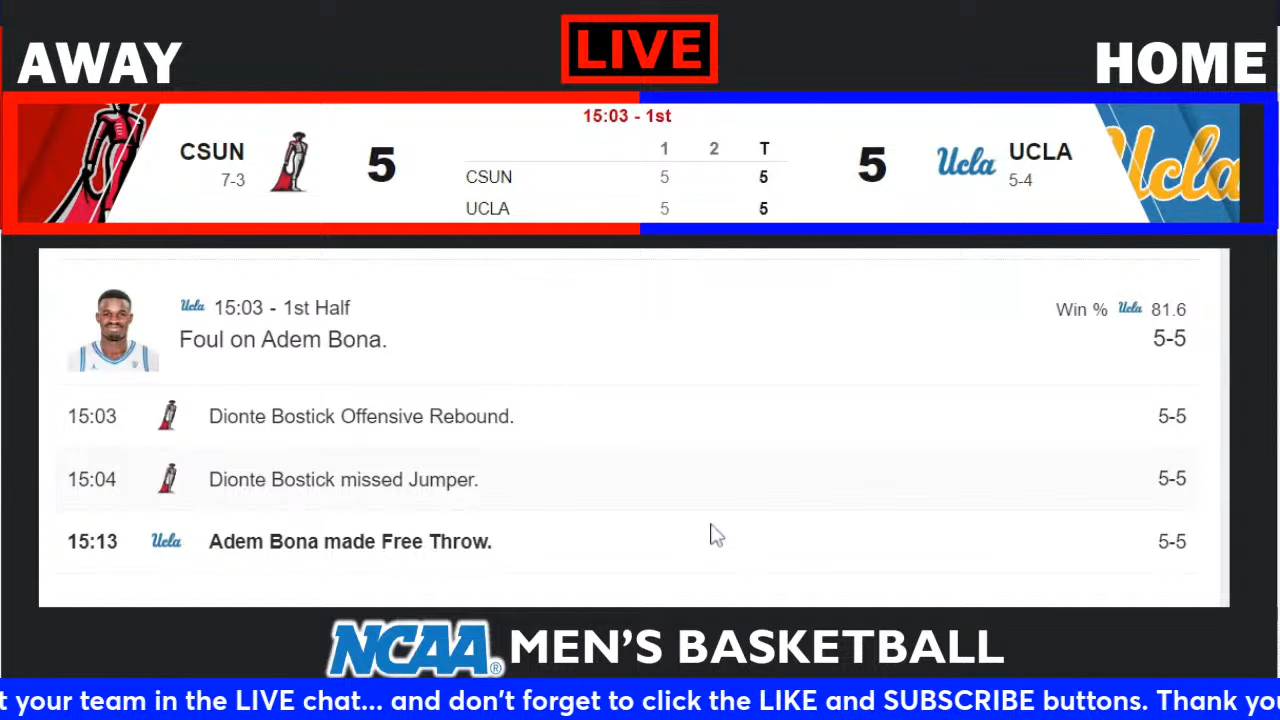 LIVE
AWAY
HOME
15:03 - 1st
CSUN
7-3
5
1 2 T
CSUN 5 5
UCLA 5 5
5
Ucla
UCLA
5-4
Ucla
Ucla 15:03 - 1st Half
Foul on Adem Bona.
Win % Ucla 81.6
5-5
15:03 Dionte Bostick Offensive Rebound. 5-5
15:04 Dionte Bostick missed Jumper. 5-5
15:13 Ucla Adem Bona made Free Throw. 5-5
NCAA® MEN'S BASKETBALL
t your team in the LIVE chat... and don't forget to click the LIKE and SUBSCRIBE buttons. Thank yo